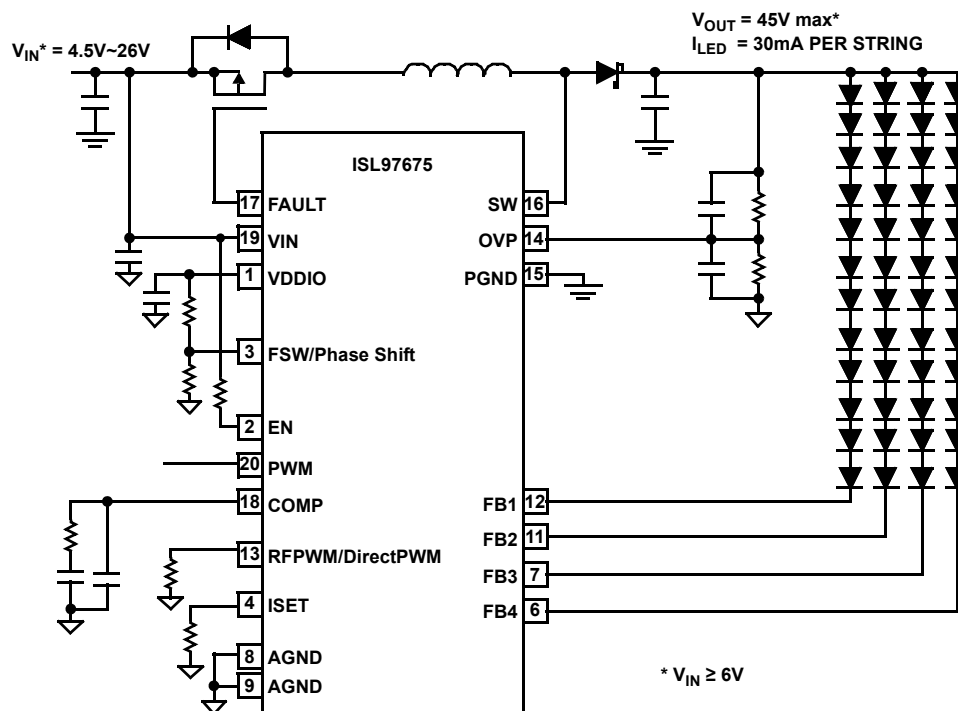 V_OUT = 45V max*
I_LED = 30mA PER STRING
V_IN* = 4.5V~26V
ISL97675
17 FAULT
SW 16
19 VIN
OVP 14
1 VDDIO
PGND 15
3 FSW/Phase Shift
2 EN
20 PWM
18 COMP
FB1 12
FB2 11
13 RFPWM/DirectPWM
FB3 7
4 ISET
FB4 6
8 AGND
9 AGND
* V_IN ≥ 6V